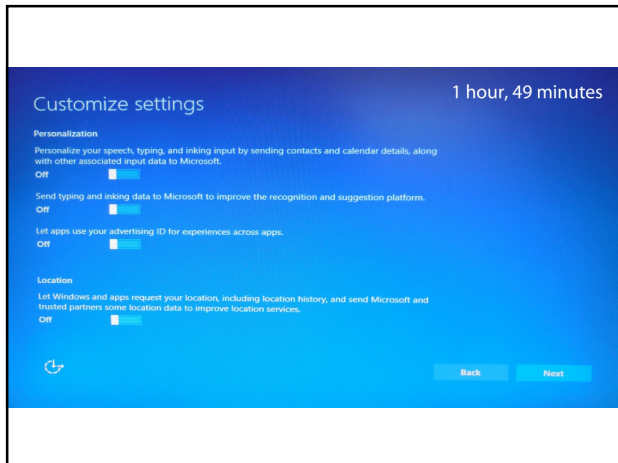 1 hour, 49 minutes
Customize settings
Personalization
Personalize your speech, typing, and inking input by sending contacts and calendar details, along
with other associated input data to Microsoft.
Off
Send typing and inking data to Microsoft to improve the recognition and suggestion platform.
Off
Let apps use your advertising ID for experiences across apps.
Off
Location
Let Windows and apps request your location, including location history, and send Microsoft and
trusted partners some location data to improve location services.
Off
Back
Next